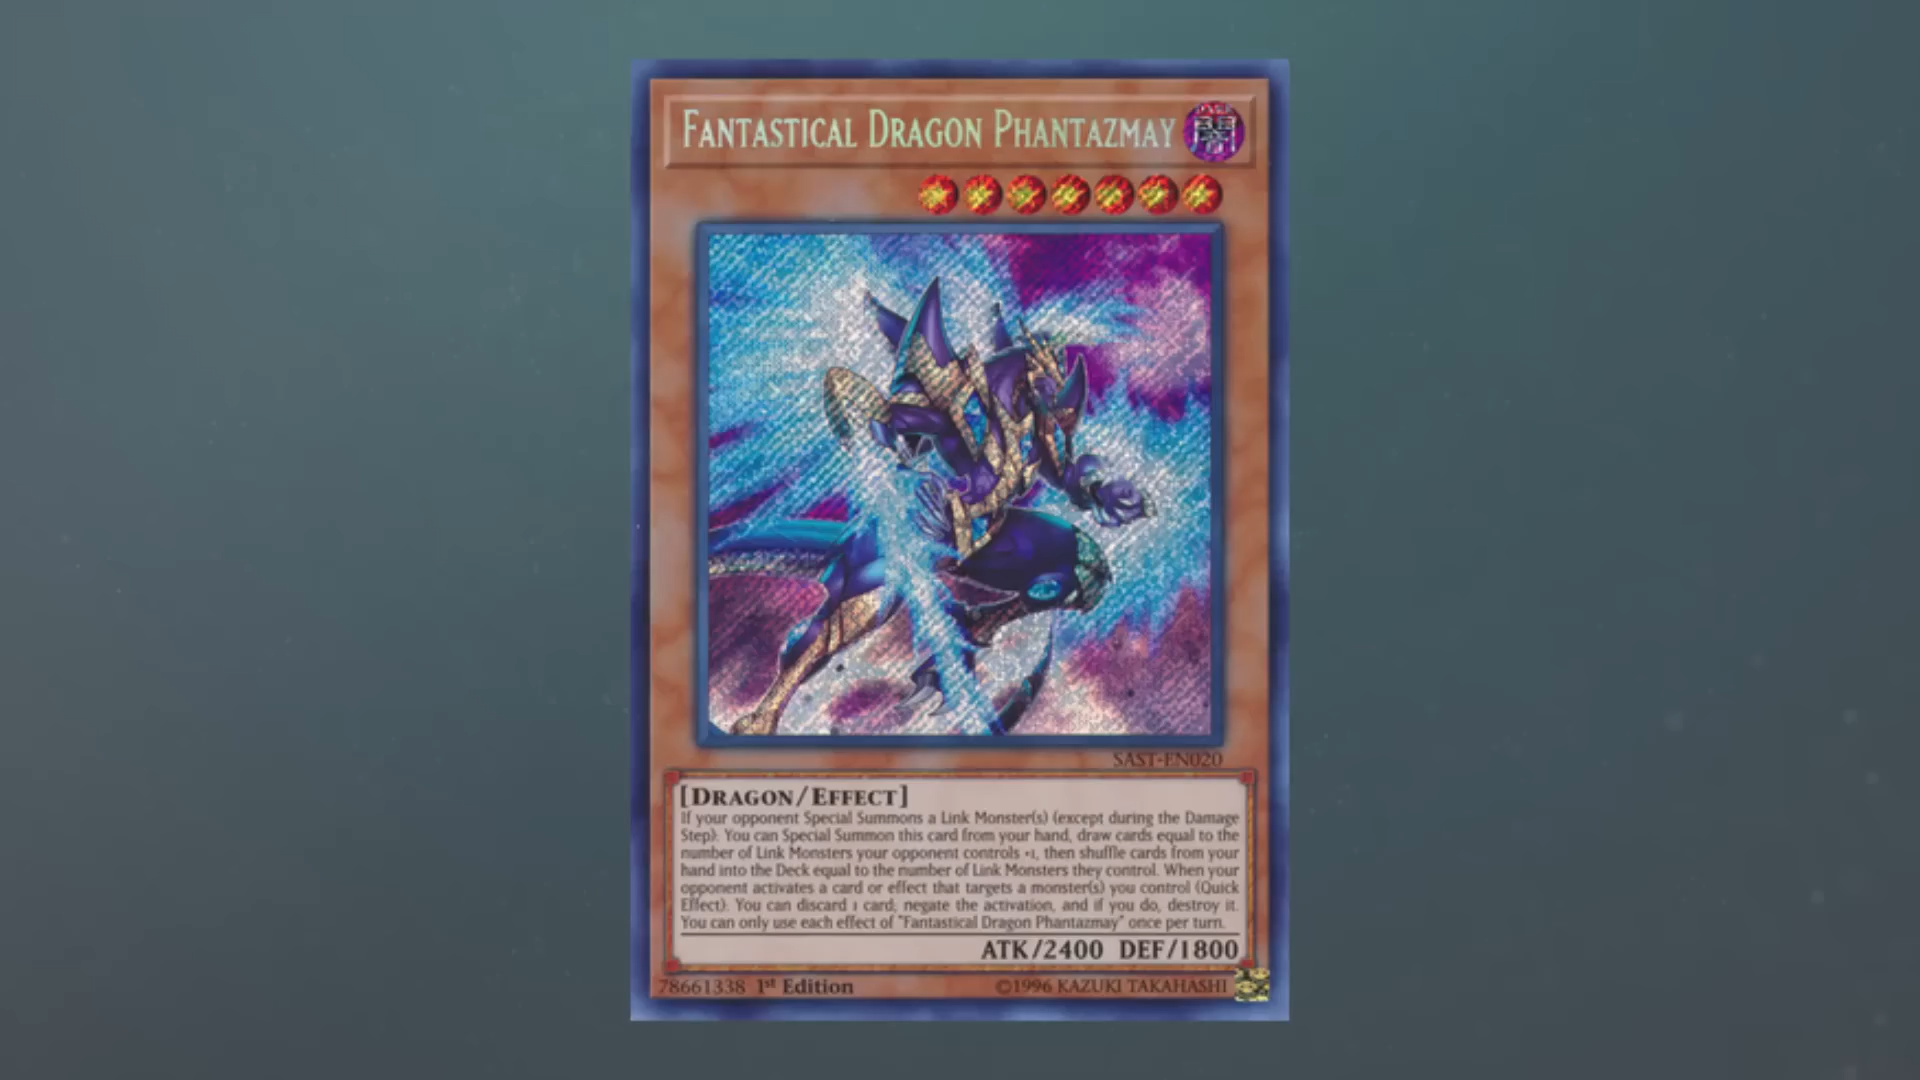 FANTASTICAL DRAGON PHANTAZMAY
SAST-EN020
[DRAGON/EFFECT]
If your opponent Special Summons a Link Monster(s) (except during the Damage
Step): You can Special Summon this card from your hand, draw cards equal to the
number of Link Monsters your opponent controls +1, then shuffle cards from your
hand into the Deck equal to the number of Link Monsters they control. When your
opponent activates a card or effect that targets a monster(s) you control (Quick
Effect): You can discard 1 card; negate the activation, and if you do, destroy it.
You can only use each effect of "Fantastical Dragon Phantazmay" once per turn.
ATK/2400 DEF/1800
78661338 1st Edition ©1996 KAZUKI TAKAHASHI